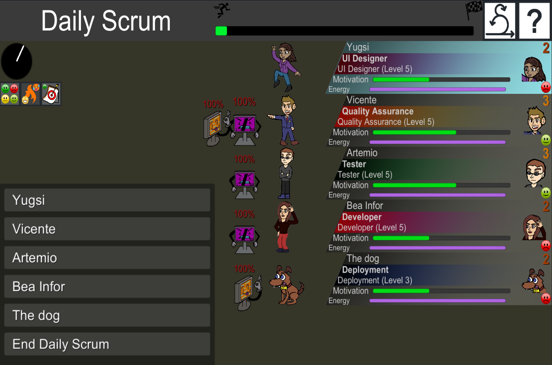 Daily Scrum
?
Yugsi
2
UI Designer
UI Designer (Level 5)
Motivation
Energy
Vicente
3
100%
100%
Quality Assurance
Quality Assurance (Level 5)
Motivation
Energy
Artemio
3
100%
Tester
Tester (Level 5)
Motivation
Energy
Bea Infor
2
100%
Developer
Developer (Level 5)
Motivation
Energy
The dog
2
100%
Deployment
Deployment (Level 3)
Motivation
Energy
Yugsi
Vicente
Artemio
Bea Infor
The dog
End Daily Scrum